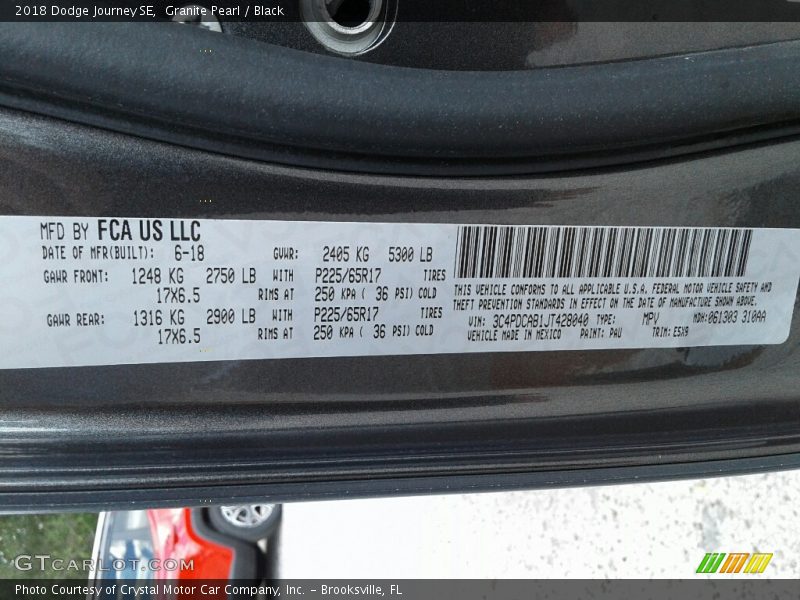 2018 Dodge Journey SE, Granite Pearl / Black
MFD BY FCA US LLC
DATE OF MFR(BUILT): 6-18 GVWR: 2405 KG 5300 LB
GAWR FRONT: 1248 KG 2750 LB WITH P225/65R17 TIRES
17X6.5 RIMS AT 250 KPA ( 36 PSI) COLD
GAWR REAR: 1316 KG 2900 LB WITH P225/65R17 TIRES
17X6.5 RIMS AT 250 KPA ( 36 PSI) COLD
THIS VEHICLE CONFORMS TO ALL APPLICABLE U.S.A. FEDERAL MOTOR VEHICLE SAFETY AND
THEFT PREVENTION STANDARDS IN EFFECT ON THE DATE OF MANUFACTURE SHOWN ABOVE.
VIN: 3C4PDCAB1JT428040 TYPE: MPV MDH:061303 310AA
VEHICLE MADE IN MEXICO PAINT: PAU TRIM: E5X9
GTCARLOT.COM
Photo Courtesy of Crystal Motor Car Company, Inc. – Brooksville, FL